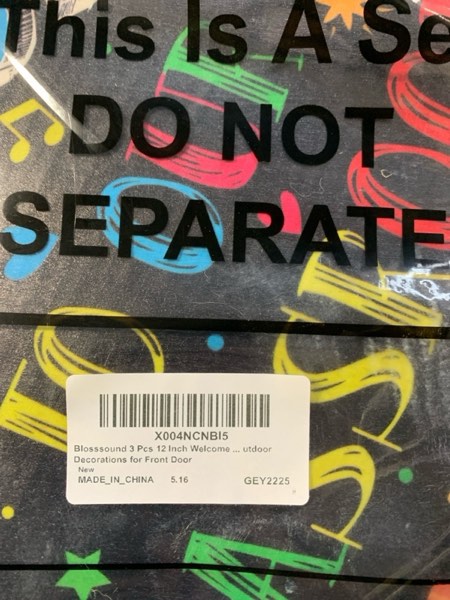 This Is A Se
DO NOT
SEPARATE
X004NCNBI5
Blosssound 3 Pcs 12 Inch Welcome ... utdoor
Decorations for Front Door
New
MADE_IN_CHINA 5.16 GEY2225